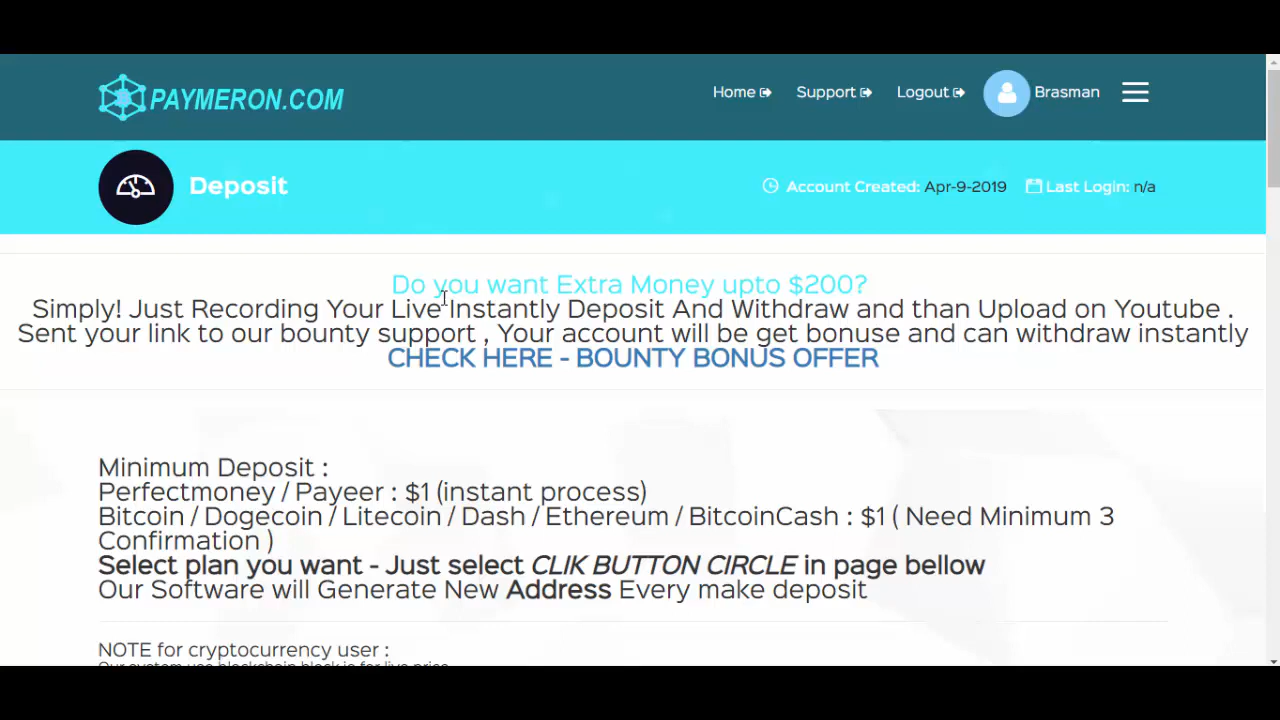 PAYMERON.COM
Home
Support
Logout
Brasman
Deposit
Account Created: Apr-9-2019
Last Login: n/a
Do you want Extra Money upto $200?
Simply! Just Recording Your Live Instantly Deposit And Withdraw and than Upload on Youtube .
Sent your link to our bounty support , Your account will be get bonuse and can withdraw instantly
CHECK HERE - BOUNTY BONUS OFFER
Minimum Deposit :
Perfectmoney / Payeer : $1 (instant process)
Bitcoin / Dogecoin / Litecoin / Dash / Ethereum / BitcoinCash : $1 ( Need Minimum 3
Confirmation )
Select plan you want - Just select CLIK BUTTON CIRCLE in page bellow
Our Software will Generate New Address Every make deposit
NOTE for cryptocurrency user :